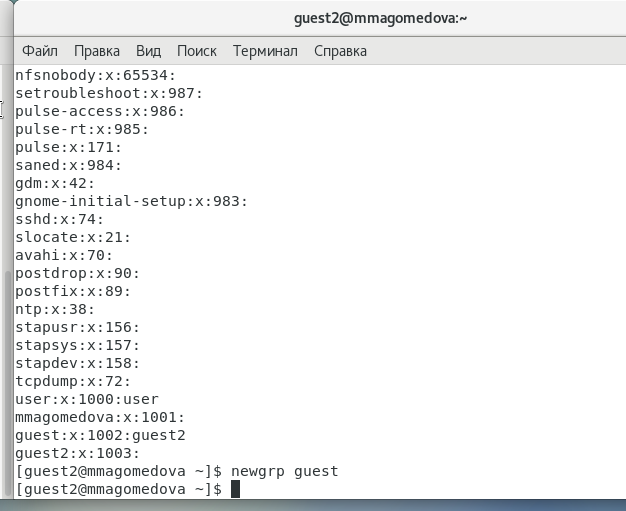 guest2@mmagomedova:~
Файл Правка Вид Поиск Терминал Справка
nfsnobody:x:65534:
setroubleshoot:x:987:
pulse-access:x:986:
pulse-rt:x:985:
pulse:x:171:
saned:x:984:
gdm:x:42:
gnome-initial-setup:x:983:
sshd:x:74:
slocate:x:21:
avahi:x:70:
postdrop:x:90:
postfix:x:89:
ntp:x:38:
stapusr:x:156:
stapsys:x:157:
stapdev:x:158:
tcpdump:x:72:
user:x:1000:user
mmagomedova:x:1001:
guest:x:1002:guest2
guest2:x:1003:
[guest2@mmagomedova ~]$ newgrp guest
[guest2@mmagomedova ~]$